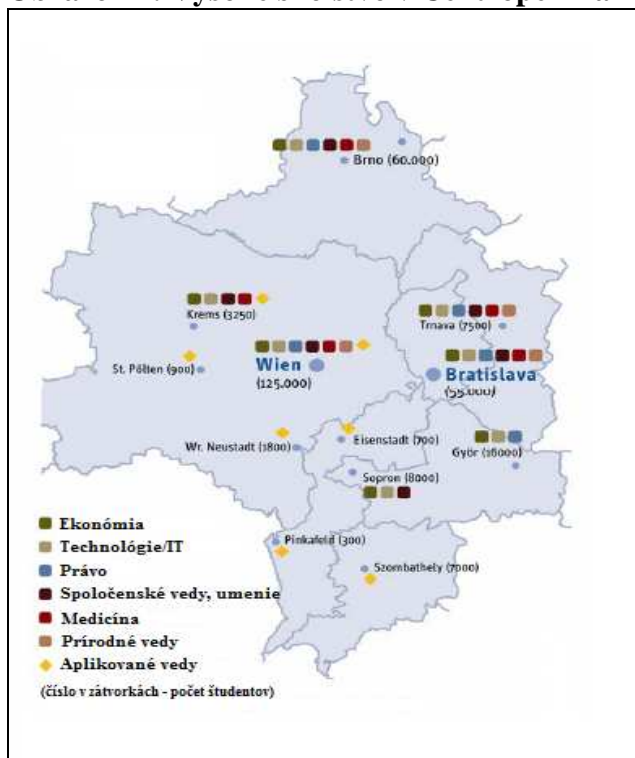 Brno (60.000)
Krems (3250)
Trnava (7500)
St. Pölten (900)
Wien
(125.000)
Bratislava
(55.000)
Wr. Neustadt (1800)
Eisenstadt (700)
Györ (16000)
Sopron (8000)
Pinkafeld (300)
Szombathely (7000)
Ekonómia
Technológie/IT
Právo
Spoločenské vedy, umenie
Medicína
Prírodné vedy
Aplikované vedy
(číslo v zátvorkách - počet študentov)